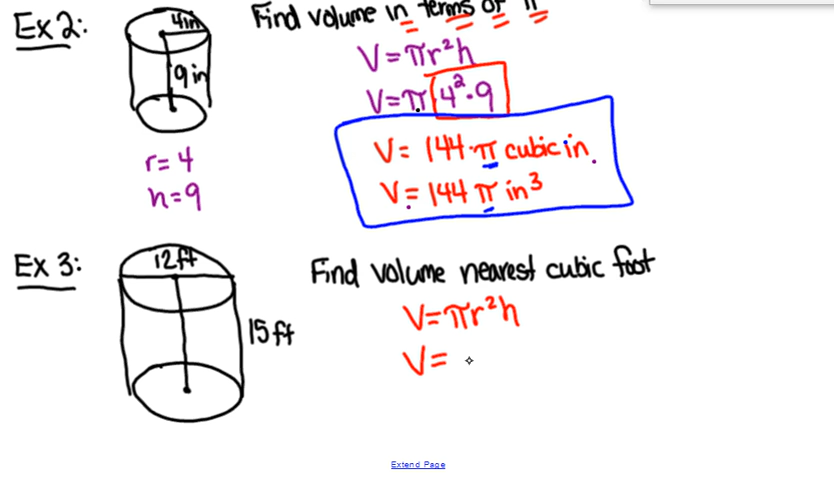 Ex 2:
4in
9in
r=4
h=9
Find volume in terms of π
V=πr²h
V=π 4²·9
V= 144·π cubic in.
V= 144 π in³
Ex 3:
12ft
15ft
Find volume nearest cubic foot
V=πr²h
V=
Extend Page